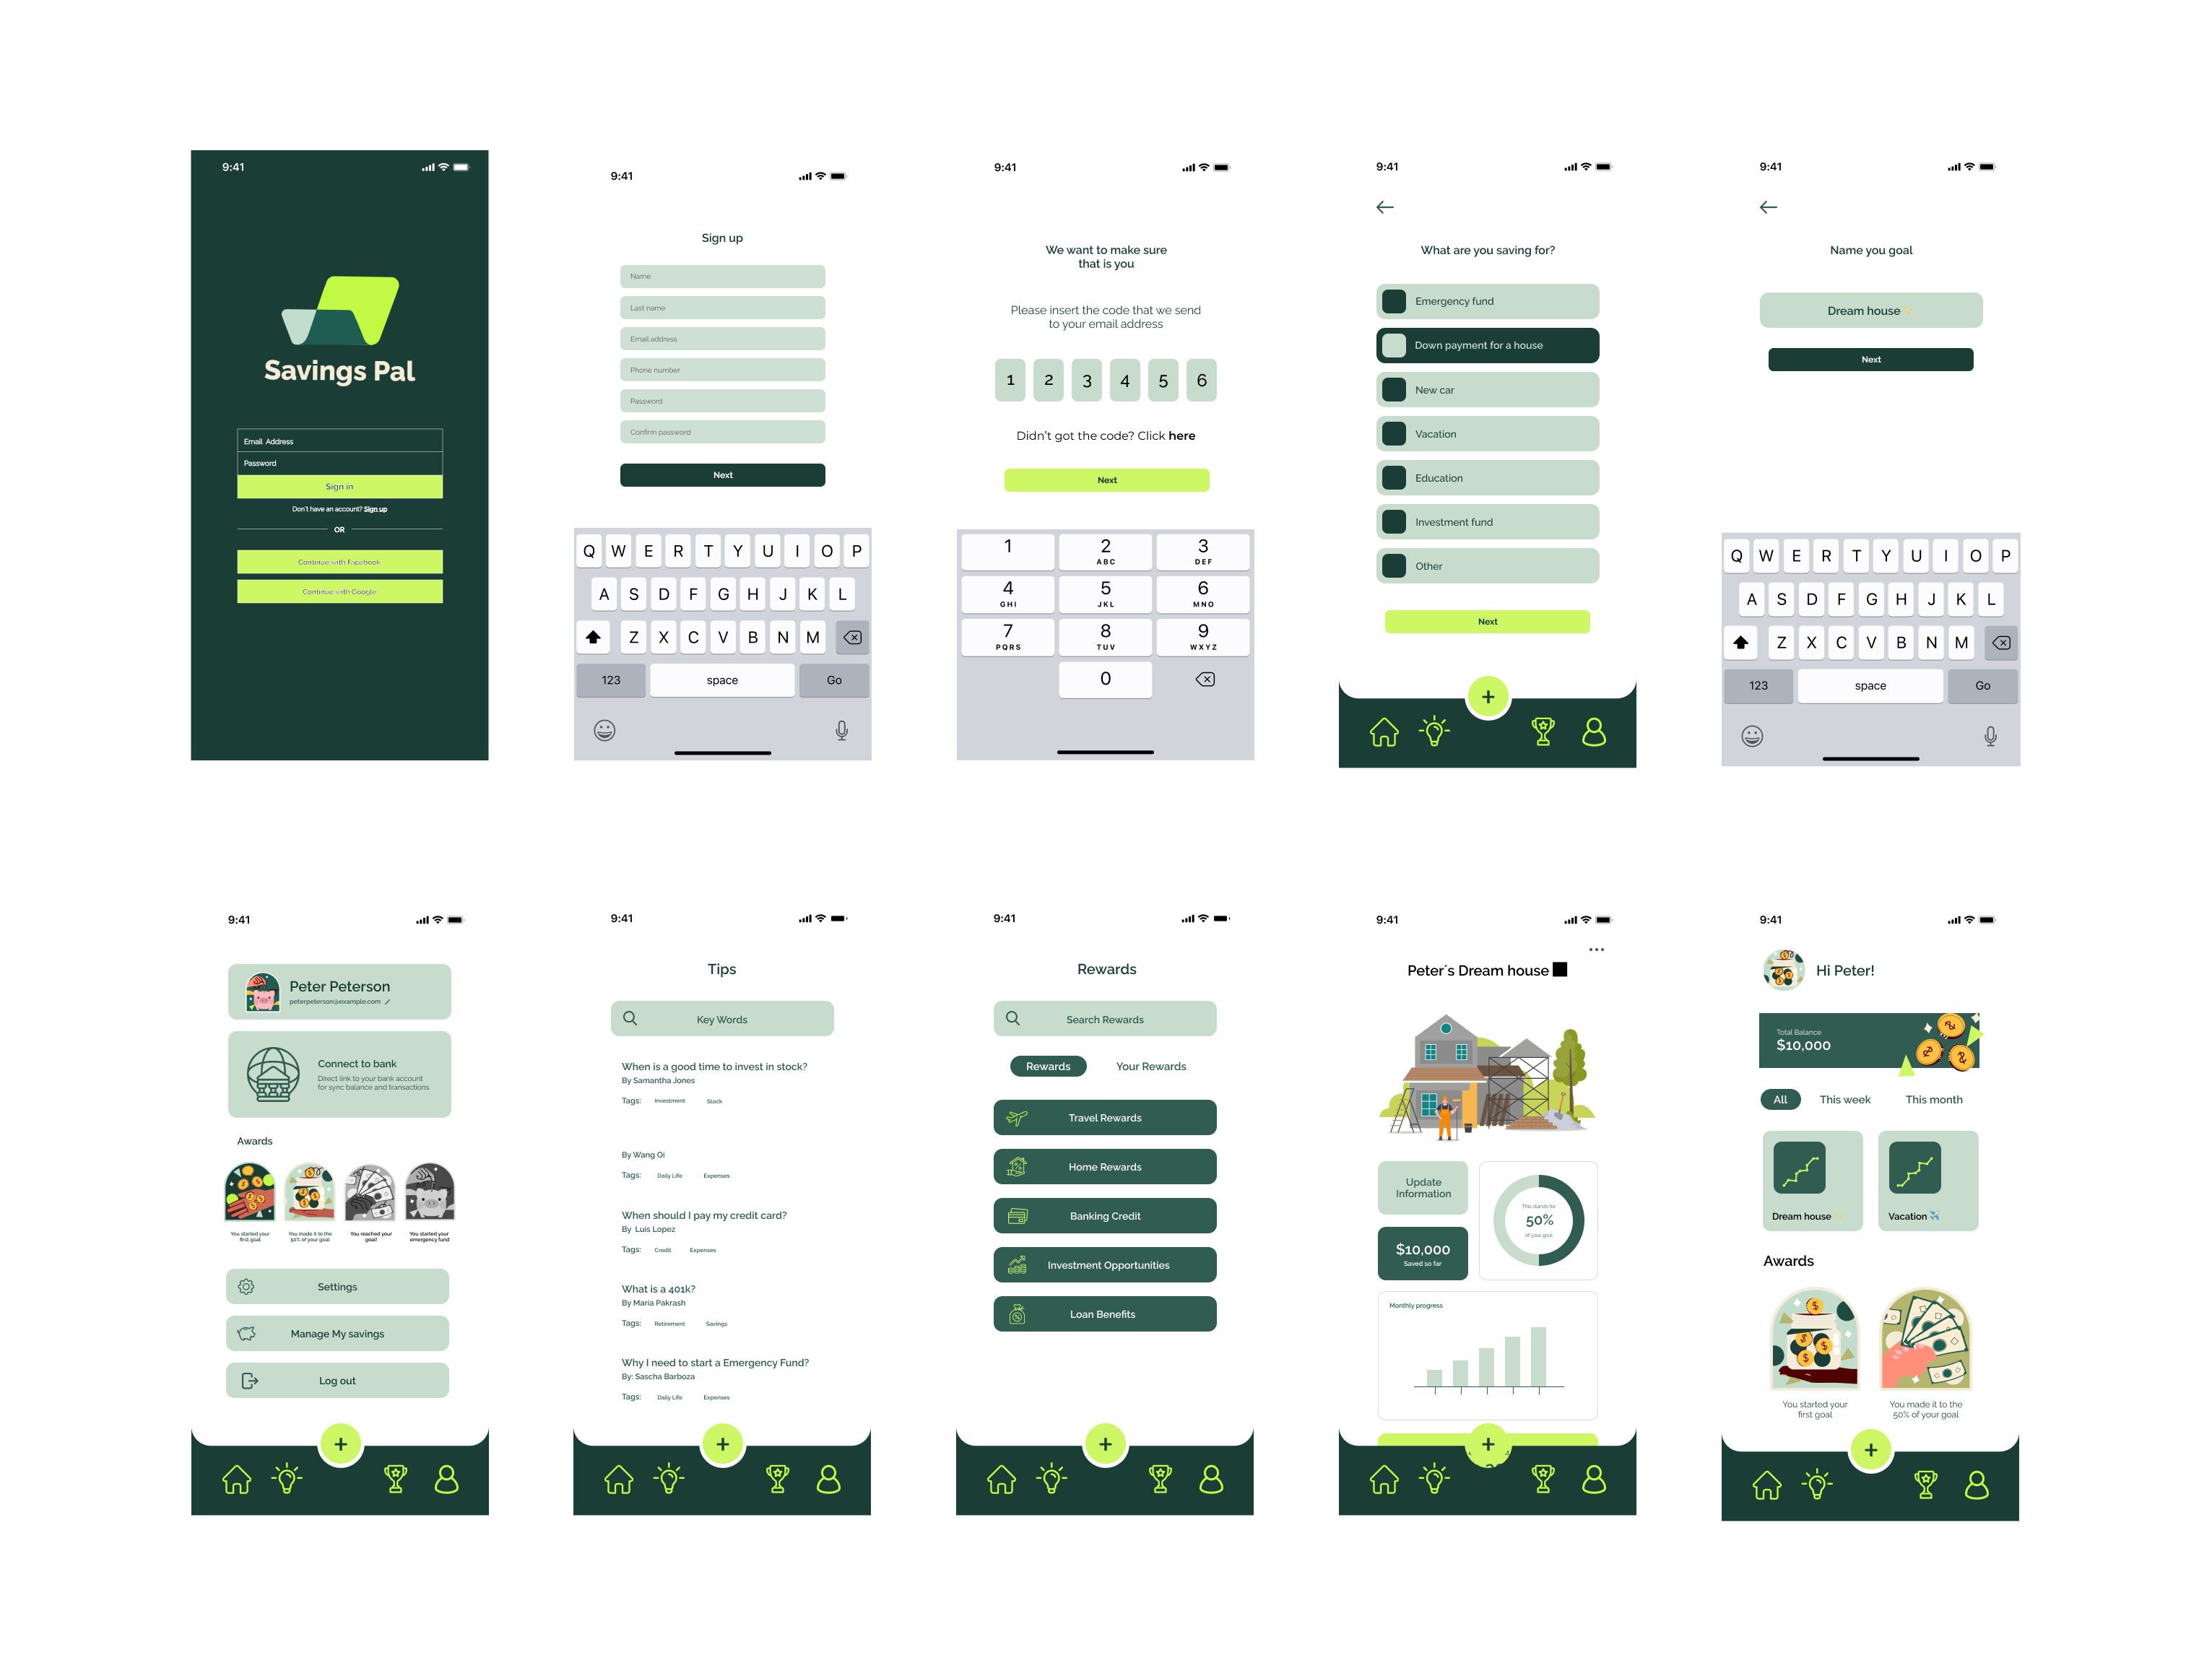 9:41
Savings Pal
Email Address
Password
Sign in
Don't have an account? Sign up
OR
Continue with Facebook
Continue with Google
9:41
Sign up
Name
Last name
Email address
Phone number
Password
Confirm password
Next
Q W E R T Y U I O P
A S D F G H J K L
Z X C V B N M
123 space Go
9:41
We want to make sure
that is you
Please insert the code that we send
to your email address
1 2 3 4 5 6
Didn't got the code? Click here
Next
1 2 3
ABC DEF
4 5 6
GHI JKL MNO
7 8 9
PQRS TUV WXYZ
0
9:41
What are you saving for?
Emergency fund
Down payment for a house
New car
Vacation
Education
Investment fund
Other
Next
+
9:41
Name you goal
Dream house✨
Next
Q W E R T Y U I O P
A S D F G H J K L
Z X C V B N M
123 space Go
9:41
Peter Peterson
peterpeterson@example.com
Connect to bank
Direct link to your bank account
for sync balance and transactions
Awards
You started your
first goal
You made it to the
50% of your goal
You reached your
goal!
You started your
emergency fund
Settings
Manage My savings
Log out
+
9:41
Tips
Key Words
When is a good time to invest in stock?
By Samantha Jones
Tags: Investment Stock
By Wang Qi
Tags: Daily Life Expenses
When should I pay my credit card?
By Luis Lopez
Tags: Credit Expenses
What is a 401k?
By Maria Pakrash
Tags: Retirement Savings
Why I need to start a Emergency Fund?
By: Sascha Barboza
Tags: Daily Life Expenses
+
9:41
Rewards
Search Rewards
Rewards Your Rewards
Travel Rewards
Home Rewards
Banking Credit
Investment Opportunities
Loan Benefits
+
9:41
Peter´s Dream house
Update
Information
$10,000
Saved so far
This stands for
50%
of your goal
Monthly progress
+
9:41
Hi Peter!
Total Balance
$10,000
All This week This month
Dream house ✨
Vacation ✈️
Awards
You started your
first goal
You made it to the
50% of your goal
+